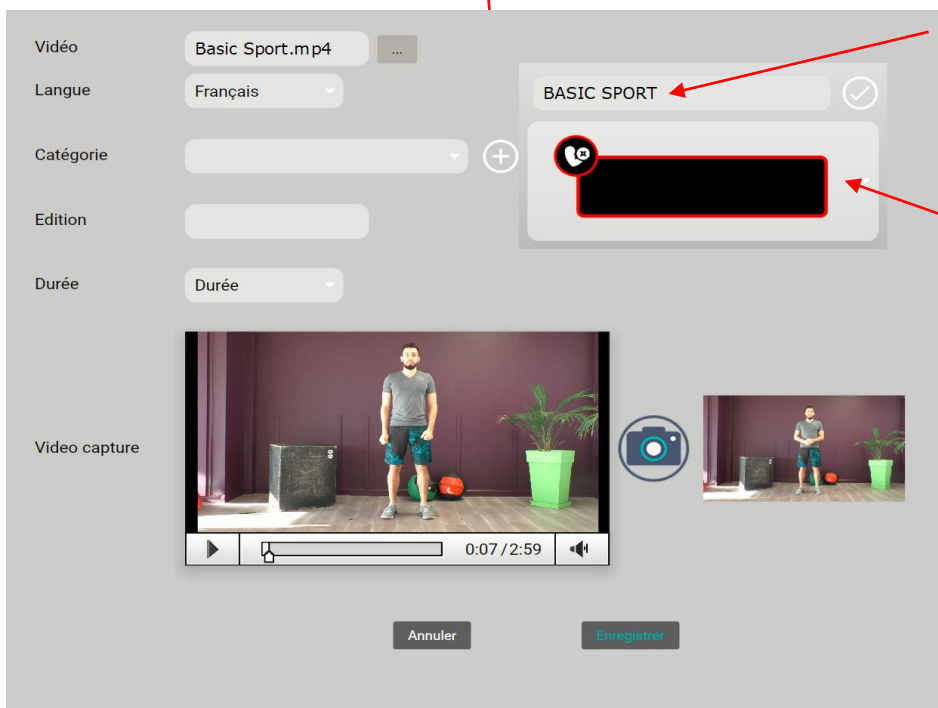 Vidéo Basic Sport.mp4 ...
Langue Français
BASIC SPORT
Catégorie
Edition
Durée Durée
Video capture
0:07/2:59
Annuler Enregistrer